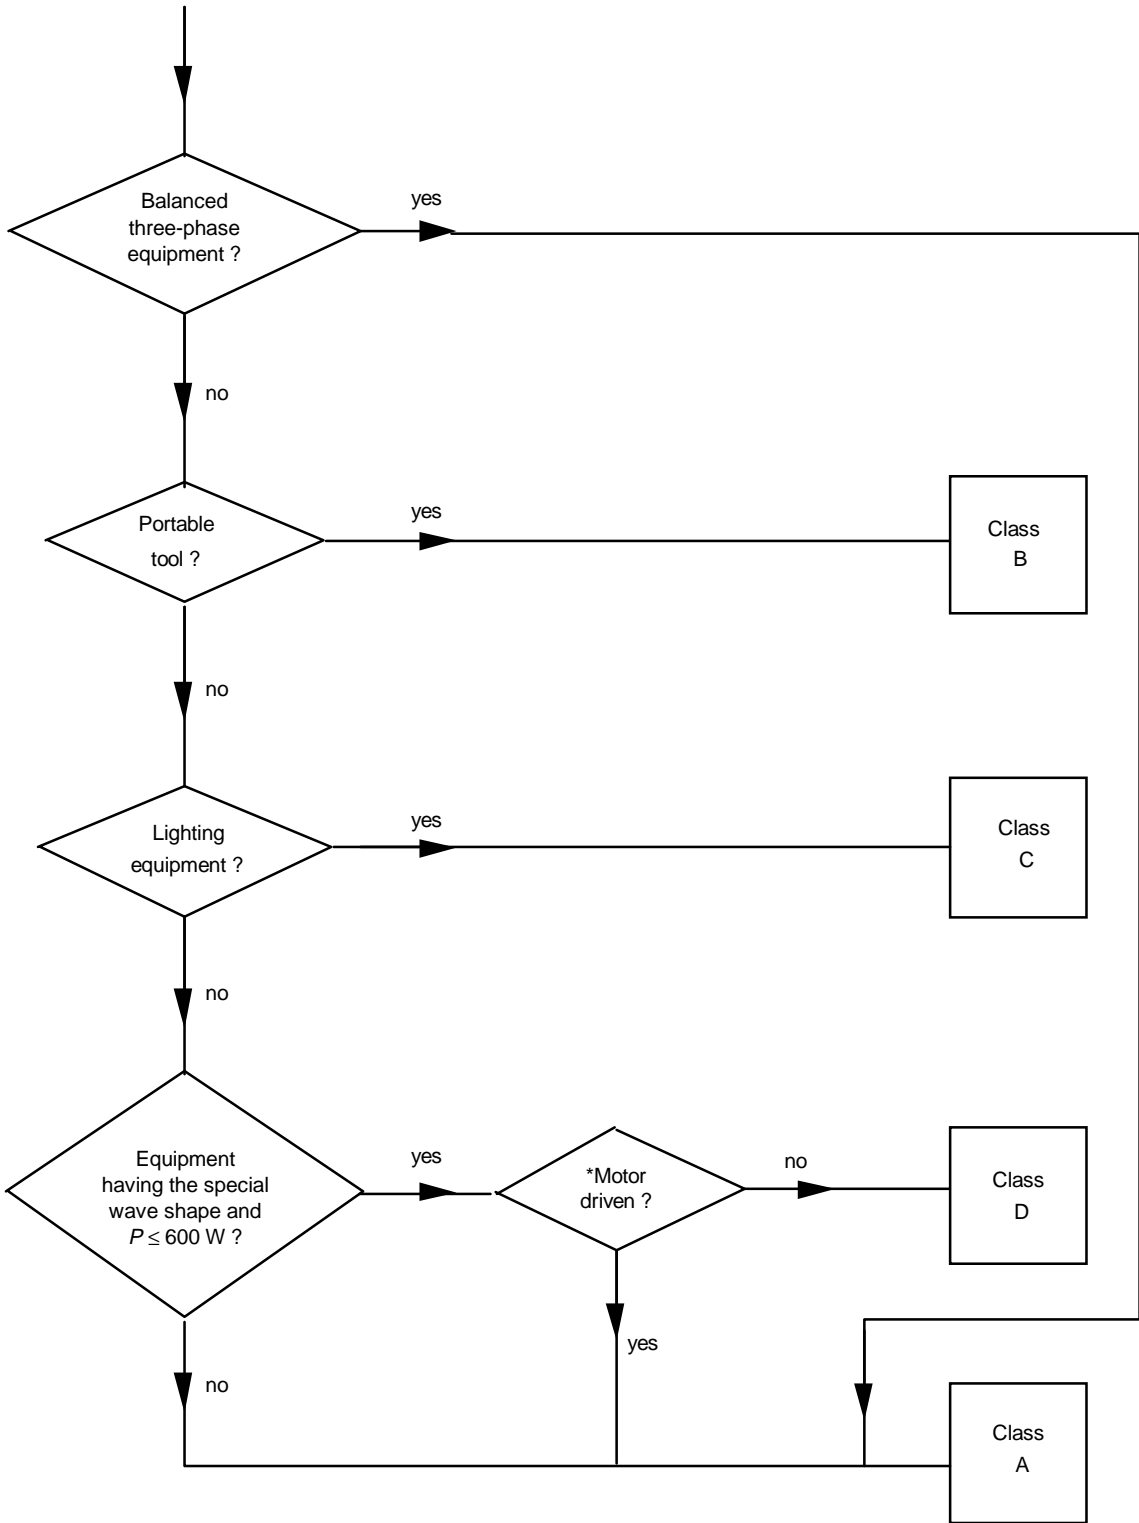 Balanced
three-phase
equipment ?
yes
no
Portable
tool ?
yes
Class
B
no
Lighting
equipment ?
yes
Class
C
no
Equipment
having the special
wave shape and
P ≤ 600 W ?
yes
*Motor
driven ?
no
Class
D
yes
no
Class
A